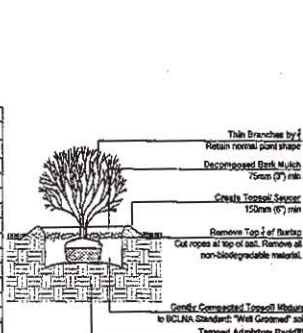 Thin Branches by
Retain normal plant shape
Decomposed Bark Mulch
75mm (3") min
Create Topsoil Saucer
150mm (6") min
Remove Top of Burlap
Cut ropes at top of ball. Remove all
non-biodegradable material.
Gently Compacted Topsoil Mixture
to BCLNA Standard: "Well Groomed" soil
Tamped